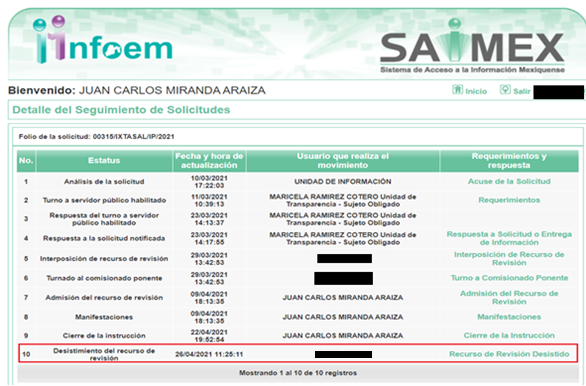 infoem
SAIMEX
Sistema de Acceso a la Información Mexiquense
Bienvenido: JUAN CARLOS MIRANDA ARAIZA
Inicio Salir
Detalle del Seguimiento de Solicitudes
Folio de la solicitud: 00315/IXTASAL/IP/2021
No. Estatus Fecha y hora de actualización Usuario que realiza el movimiento Requerimientos y respuesta
1 Análisis de la solicitud 10/03/2021 17:22:03 UNIDAD DE INFORMACIÓN Acuse de la Solicitud
2 Turno a servidor público habilitado 11/03/2021 10:39:13 MARICELA RAMIREZ COTERO Unidad de Transparencia - Sujeto Obligado Requerimientos
3 Respuesta del turno a servidor público habilitado 23/03/2021 14:13:37 MARICELA RAMIREZ COTERO Unidad de Transparencia - Sujeto Obligado
4 Respuesta a la solicitud notificada 23/03/2021 14:17:55 MARICELA RAMIREZ COTERO Unidad de Transparencia - Sujeto Obligado Respuesta a Solicitud o Entrega de Información
5 Interposición de recurso de revisión 29/03/2021 13:42:53 Interposición de Recurso de Revisión
6 Turnado al comisionado ponente 29/03/2021 13:42:53 Turno a Comisionado Ponente
7 Admisión del recurso de revisión 09/04/2021 18:13:35 JUAN CARLOS MIRANDA ARAIZA Admisión del Recurso de Revisión
8 Manifestaciones 09/04/2021 18:13:35 JUAN CARLOS MIRANDA ARAIZA Manifestaciones
9 Cierre de la instrucción 22/04/2021 19:52:54 JUAN CARLOS MIRANDA ARAIZA Cierre de la Instrucción
10 Desistimiento del recurso de revisión 26/04/2021 11:25:11 Recurso de Revisión Desistido
Mostrando 1 al 10 de 10 registros